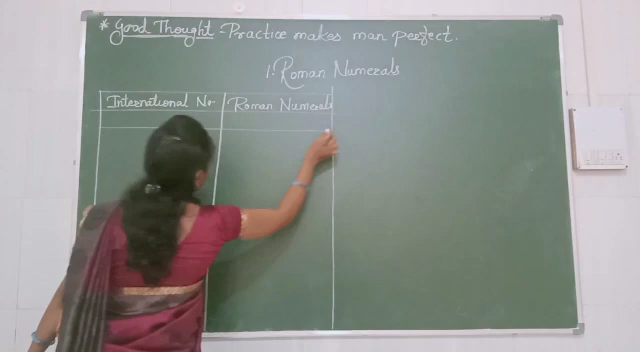 * Good Thought - Practice makes man perfect.
1. Roman Numerals
International No. Roman Numerals